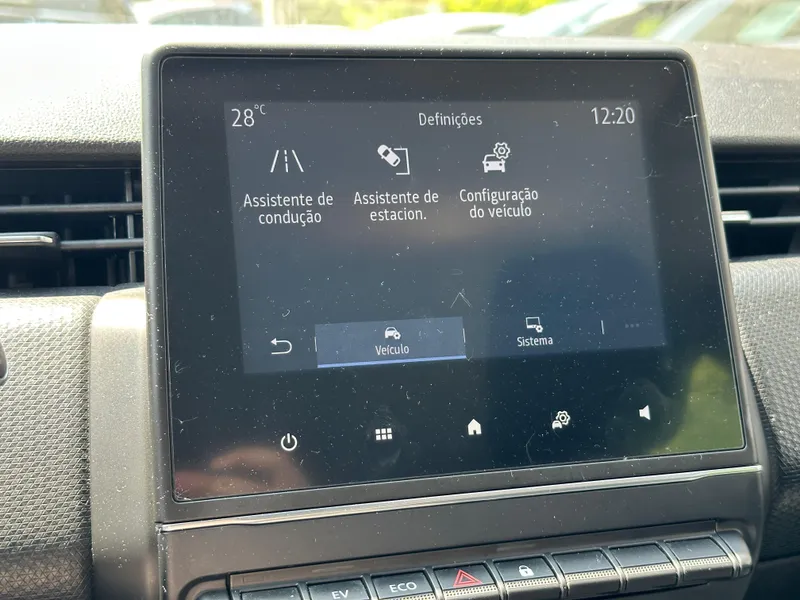 28°C
Definições
12:20
Assistente de
condução
Assistente de
estacion.
Configuração
do veículo
Veículo
Sistema
EV
ECO